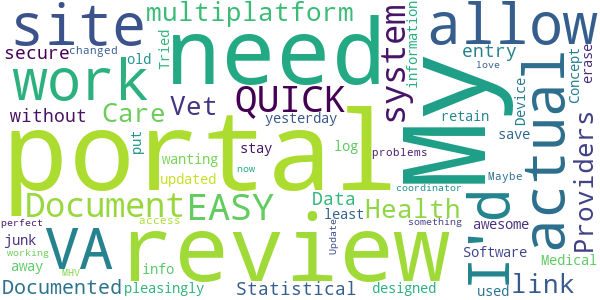 site multiplatform need allow
secure changed Tried old work system information entry
without Care Vet QUICK Device Concept erase
put yesterday retain save
portal My actual Providers
wanting stay log problems
updated now coordinator Maybe
Document EASY Data Health I'd awesome
perfect access least something Software
junk VA review Update Medical
working away MHV info link
Documented pleasingly Statistical designed used
love